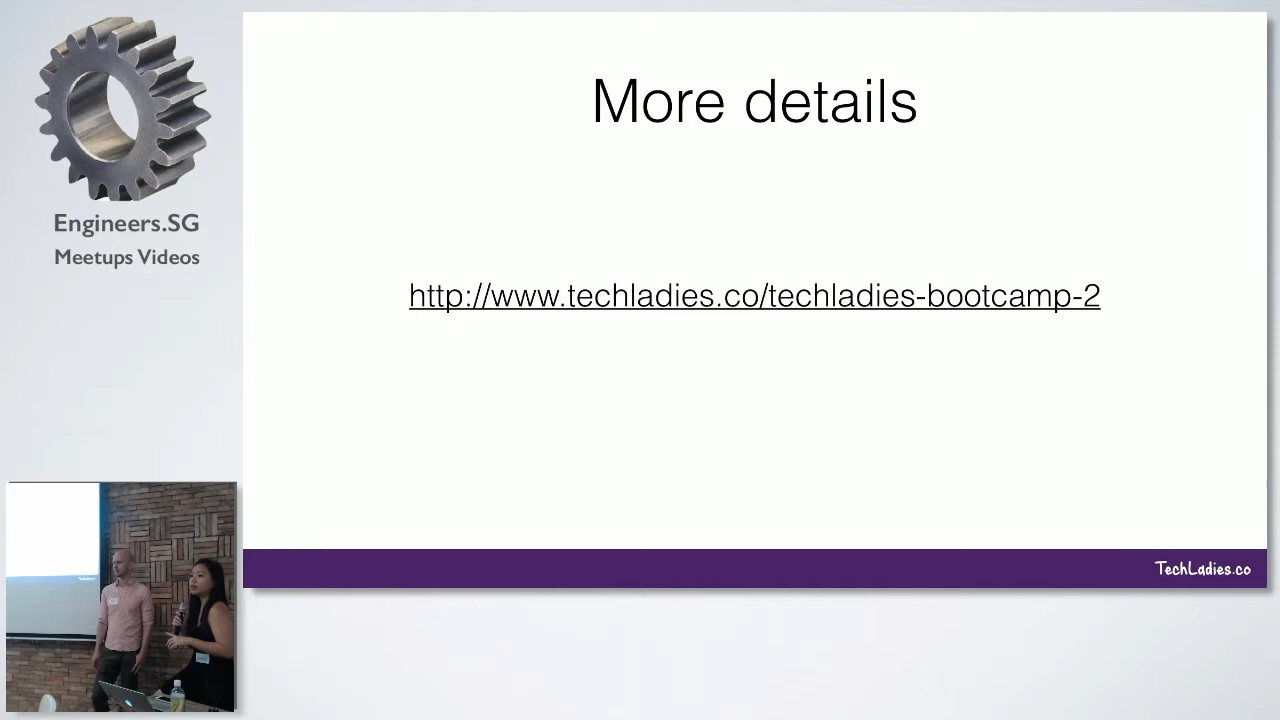 Engineers.SG
Meetups Videos
More details
http://www.techladies.co/techladies-bootcamp-2
TechLadies.co